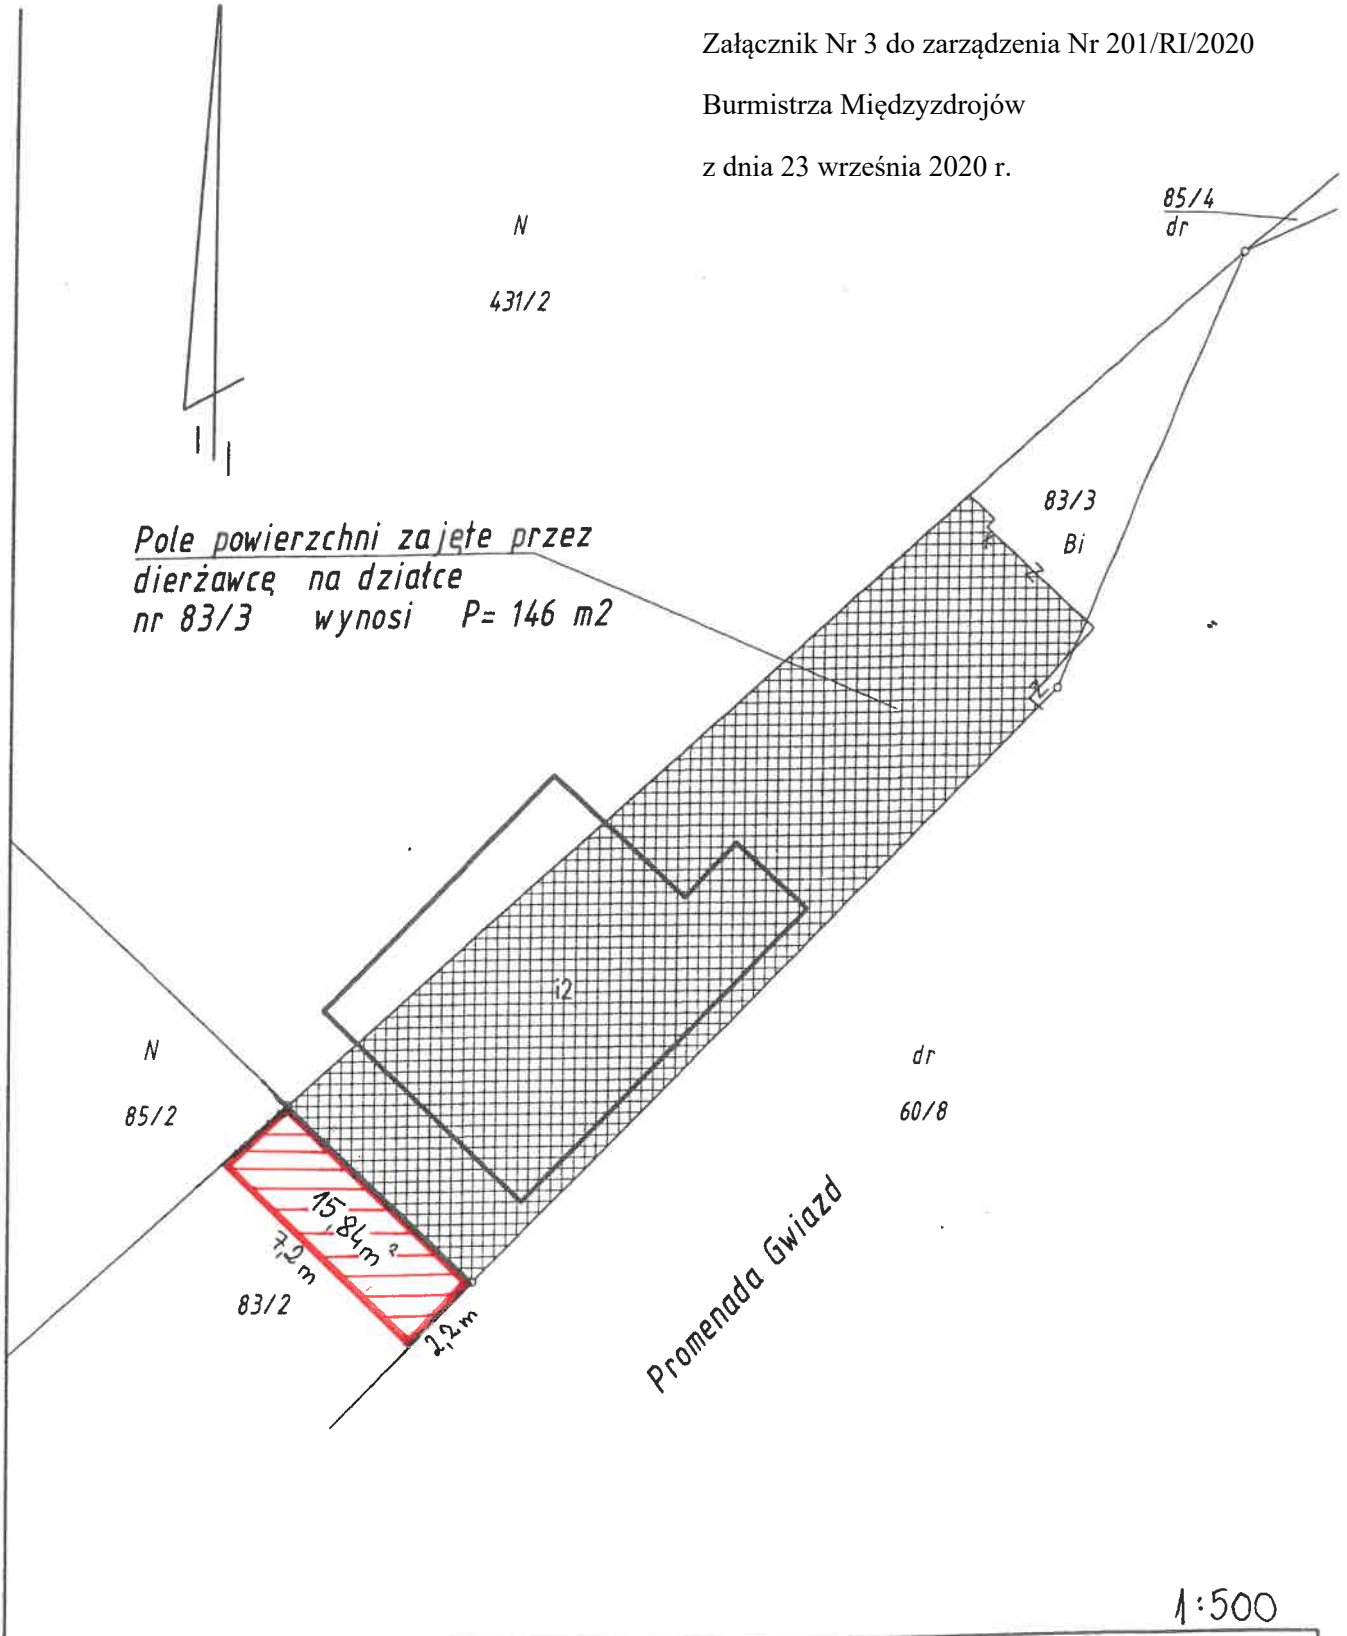 Załącznik Nr 3 do zarządzenia Nr 201/RI/2020
Burmistrza Międzyzdrojów
z dnia 23 września 2020 r.
85/4
dr
N
431/2
83/3
Bi
Pole powierzchni zajęte przez
dierżawcę na działce
nr 83/3 wynosi P= 146 m2
Z
Z
i2
N
85/2
dr
60/8
15,84m²
7,2m
83/2
2,2m
Promenada Gwiazd
1:500